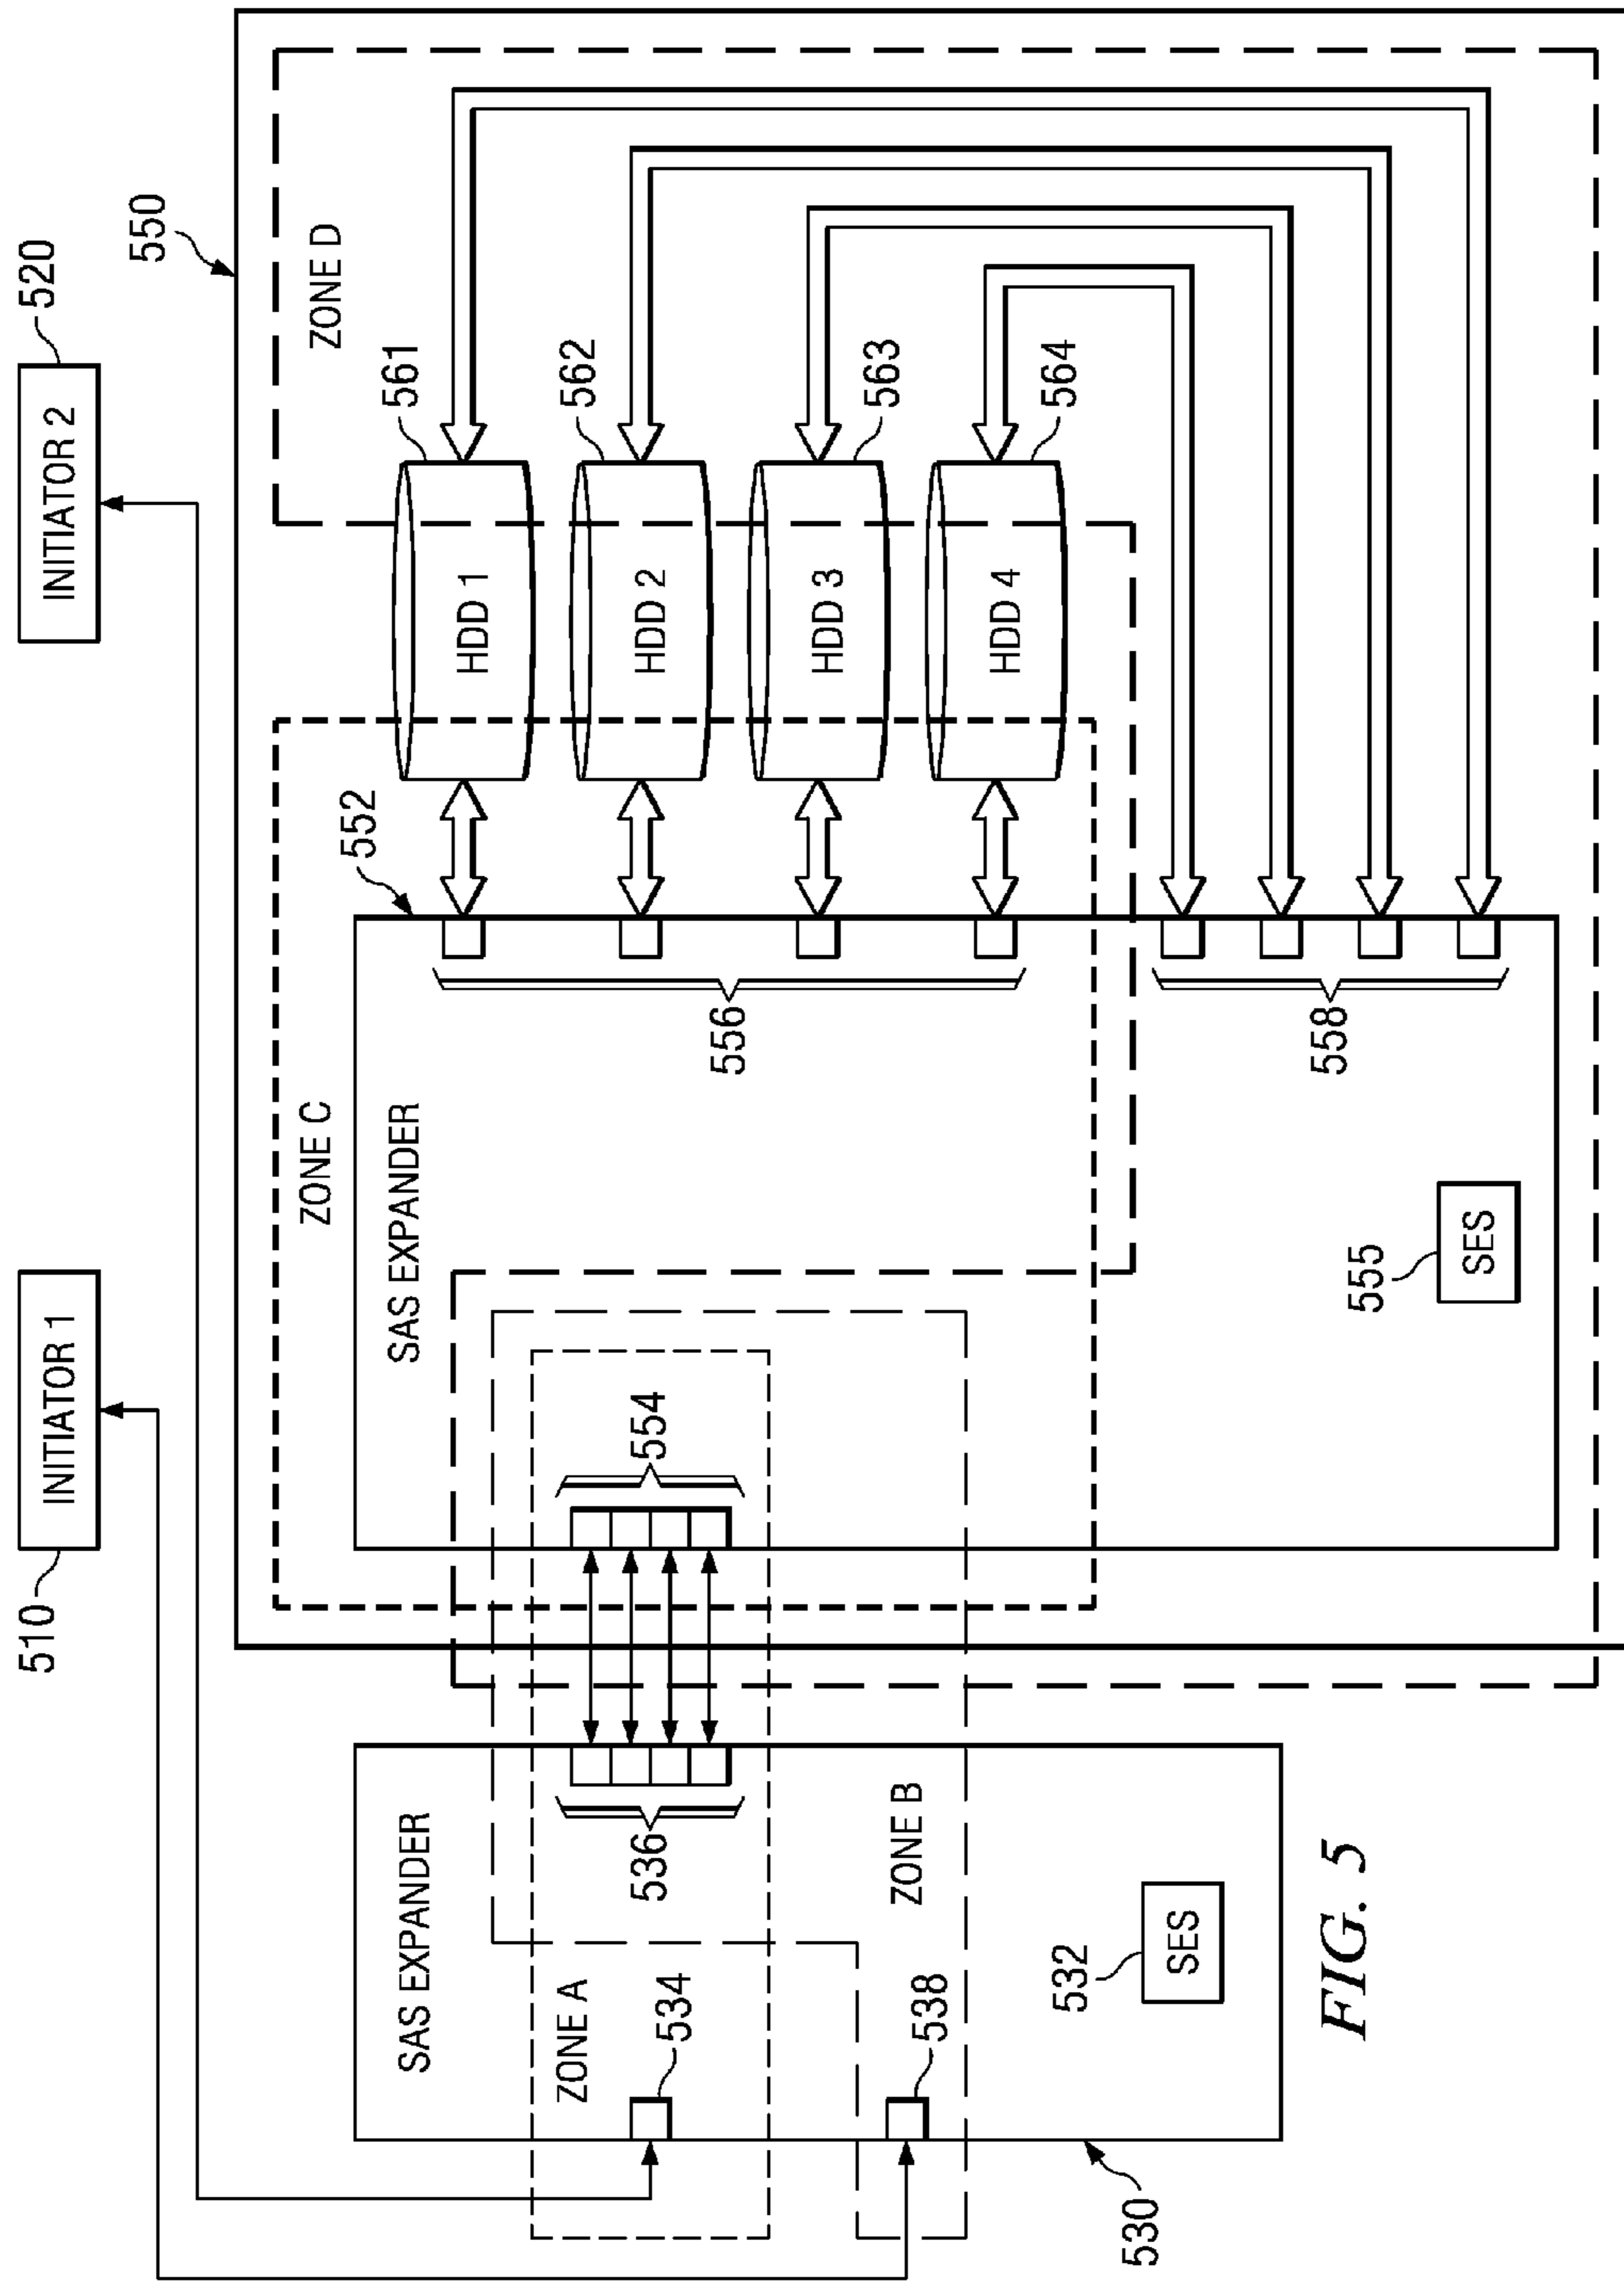 510
INITIATOR 1
INITIATOR 2
520
550
ZONE C
ZONE D
SAS EXPANDER
SAS EXPANDER
552
561
HDD 1
562
HDD 2
563
HDD 3
564
HDD 4
ZONE A
534
536
554
556
ZONE B
538
532
SES
555
SES
558
530
FIG. 5